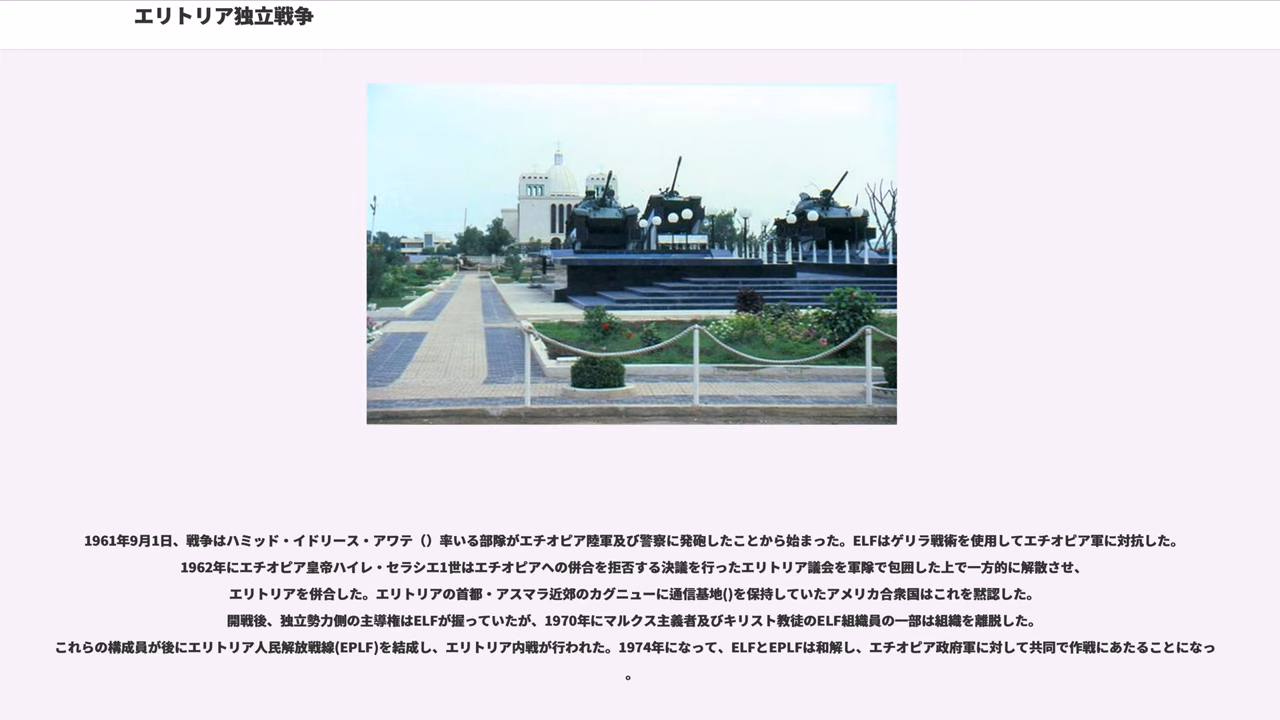 エリトリア独立戦争
1961年9月1日、戦争はハミッド・イドリース・アワテ（）率いる部隊がエチオピア陸軍及び警察に発砲したことから始まった。ELFはゲリラ戦術を使用してエチオピア軍に対抗した。
1962年にエチオピア皇帝ハイレ・セラシエ1世はエチオピアへの併合を拒否する決議を行ったエリトリア議会を軍隊で包囲した上で一方的に解散させ、
エリトリアを併合した。エリトリアの首都・アスマラ近郊のカグニューに通信基地()を保持していたアメリカ合衆国はこれを黙認した。
開戦後、独立勢力側の主導権はELFが握っていたが、1970年にマルクス主義者及びキリスト教徒のELF組織員の一部は組織を離脱した。
これらの構成員が後にエリトリア人民解放戦線(EPLF)を結成し、エリトリア内戦が行われた。1974年になって、ELFとEPLFは和解し、エチオピア政府軍に対して共同で作戦にあたることになっ
。